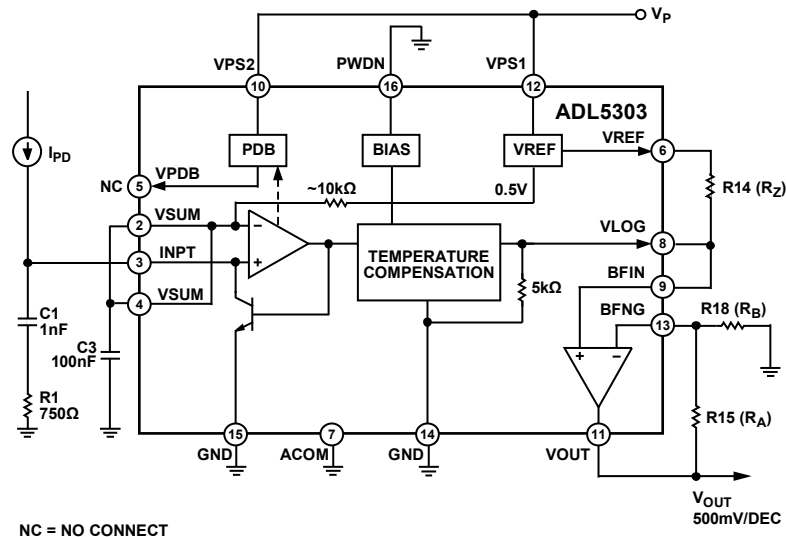 V_P
VPS2
PWDN
VPS1
10
16
12
ADL5303
PDB
BIAS
VREF
VREF
6
I_PD
VPDB
5
NC
~10kΩ
0.5V
R14 (R_Z)
VSUM
2
−
VLOG
8
INPT
3
+
TEMPERATURE
COMPENSATION
5kΩ
BFIN
9
VSUM
4
BFNG
13
R18 (R_B)
C1
1nF
C3
100nF
+
−
R1
750Ω
R15 (R_A)
15
7
14
11
GND
ACOM
GND
VOUT
V_OUT
500mV/DEC
NC = NO CONNECT